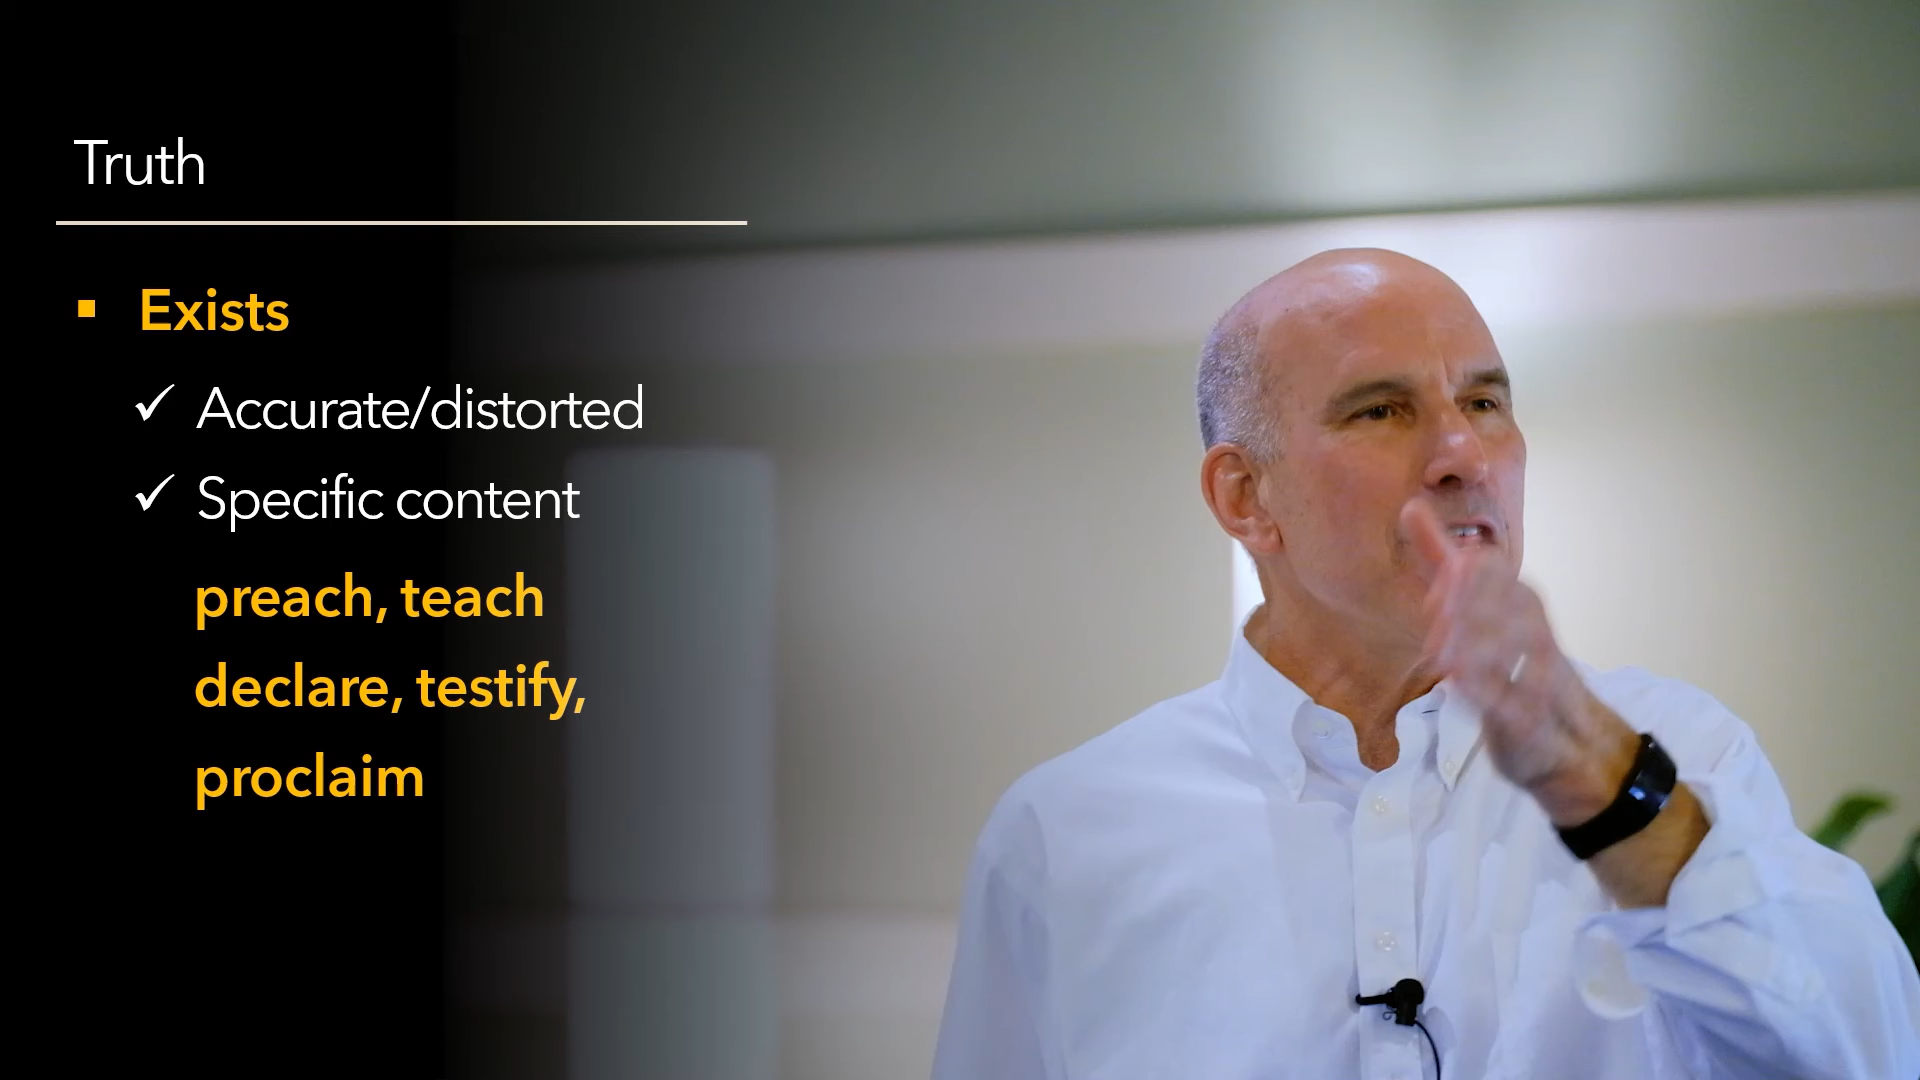 Truth
Exists
Accurate/distorted
Specific content
preach, teach
declare, testify,
proclaim